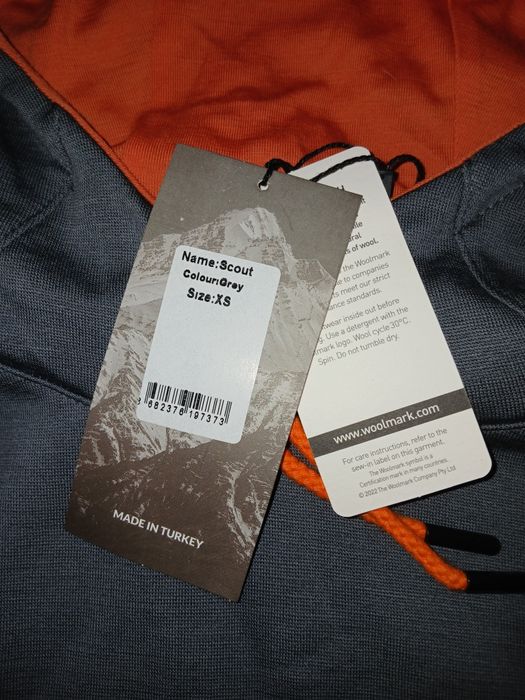 Name:Scout
Colour:Grey
Size:XS
682376 197373
MADE IN TURKEY
of wool.
the Woolmark
to companies
meet our strict
standards.
wear inside out before
Use a detergent with the
logo. Wool cycle 30°C.
Spin. Do not tumble dry.
www.woolmark.com
For care instructions, refer to the
sew-in label on this garment.
The Woolmark symbol is a
Certification mark in many countries.
© 2022 The Woolmark Company Pty Ltd